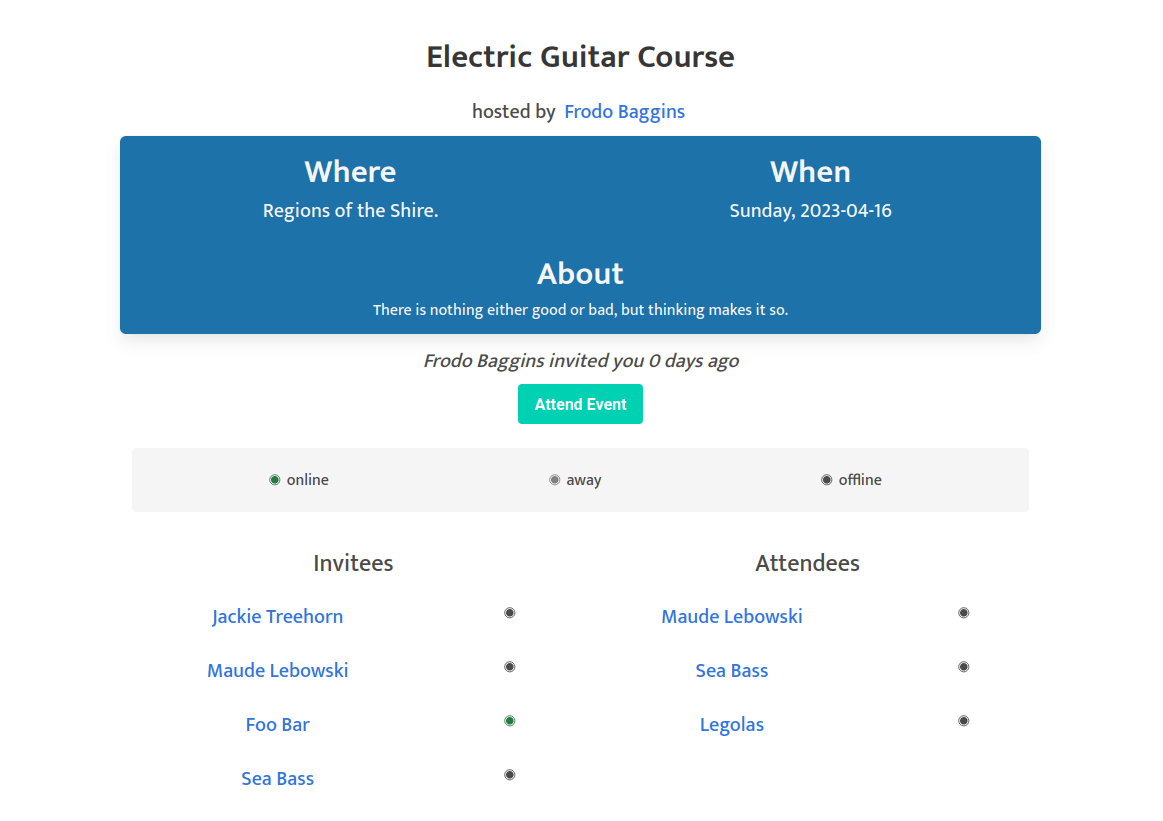 Electric Guitar Course
hosted by Frodo Baggins
Where
Regions of the Shire.
When
Sunday, 2023-04-16
About
There is nothing either good or bad, but thinking makes it so.
Frodo Baggins invited you 0 days ago
Attend Event
online
away
offline
Invitees
Jackie Treehorn
Maude Lebowski
Foo Bar
Sea Bass
Attendees
Maude Lebowski
Sea Bass
Legolas